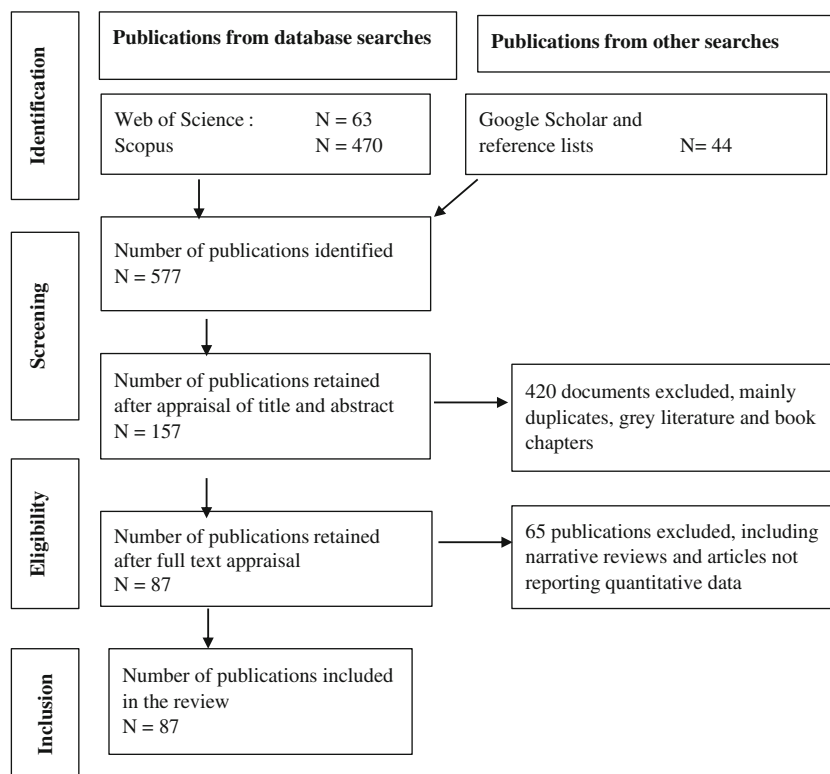 Identification
Publications from database searches
Publications from other searches
Web of Science : N = 63
Scopus N = 470
Google Scholar and
reference lists N= 44
Screening
Number of publications identified
N = 577
Number of publications retained
after appraisal of title and abstract
N = 157
420 documents excluded, mainly
duplicates, grey literature and book
chapters
Eligibility
Number of publications retained
after full text appraisal
N = 87
65 publications excluded, including
narrative reviews and articles not
reporting quantitative data
Inclusion
Number of publications included
in the review
N = 87